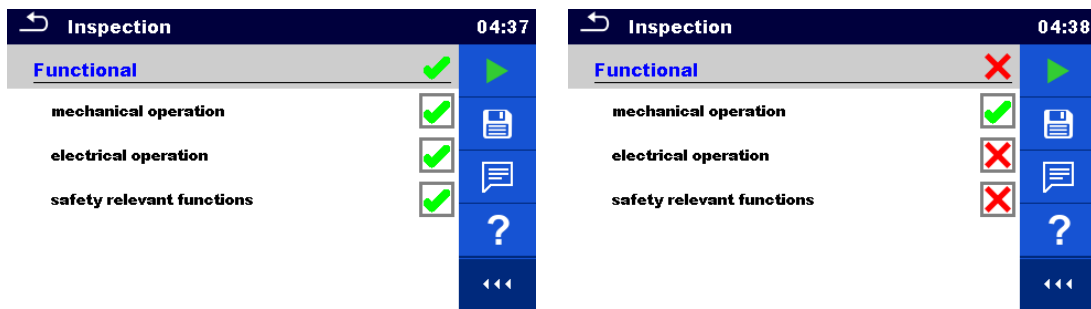 Inspection 04:37
Functional
mechanical operation
electrical operation
safety relevant functions
?
Inspection 04:38
Functional
mechanical operation
electrical operation
safety relevant functions
?